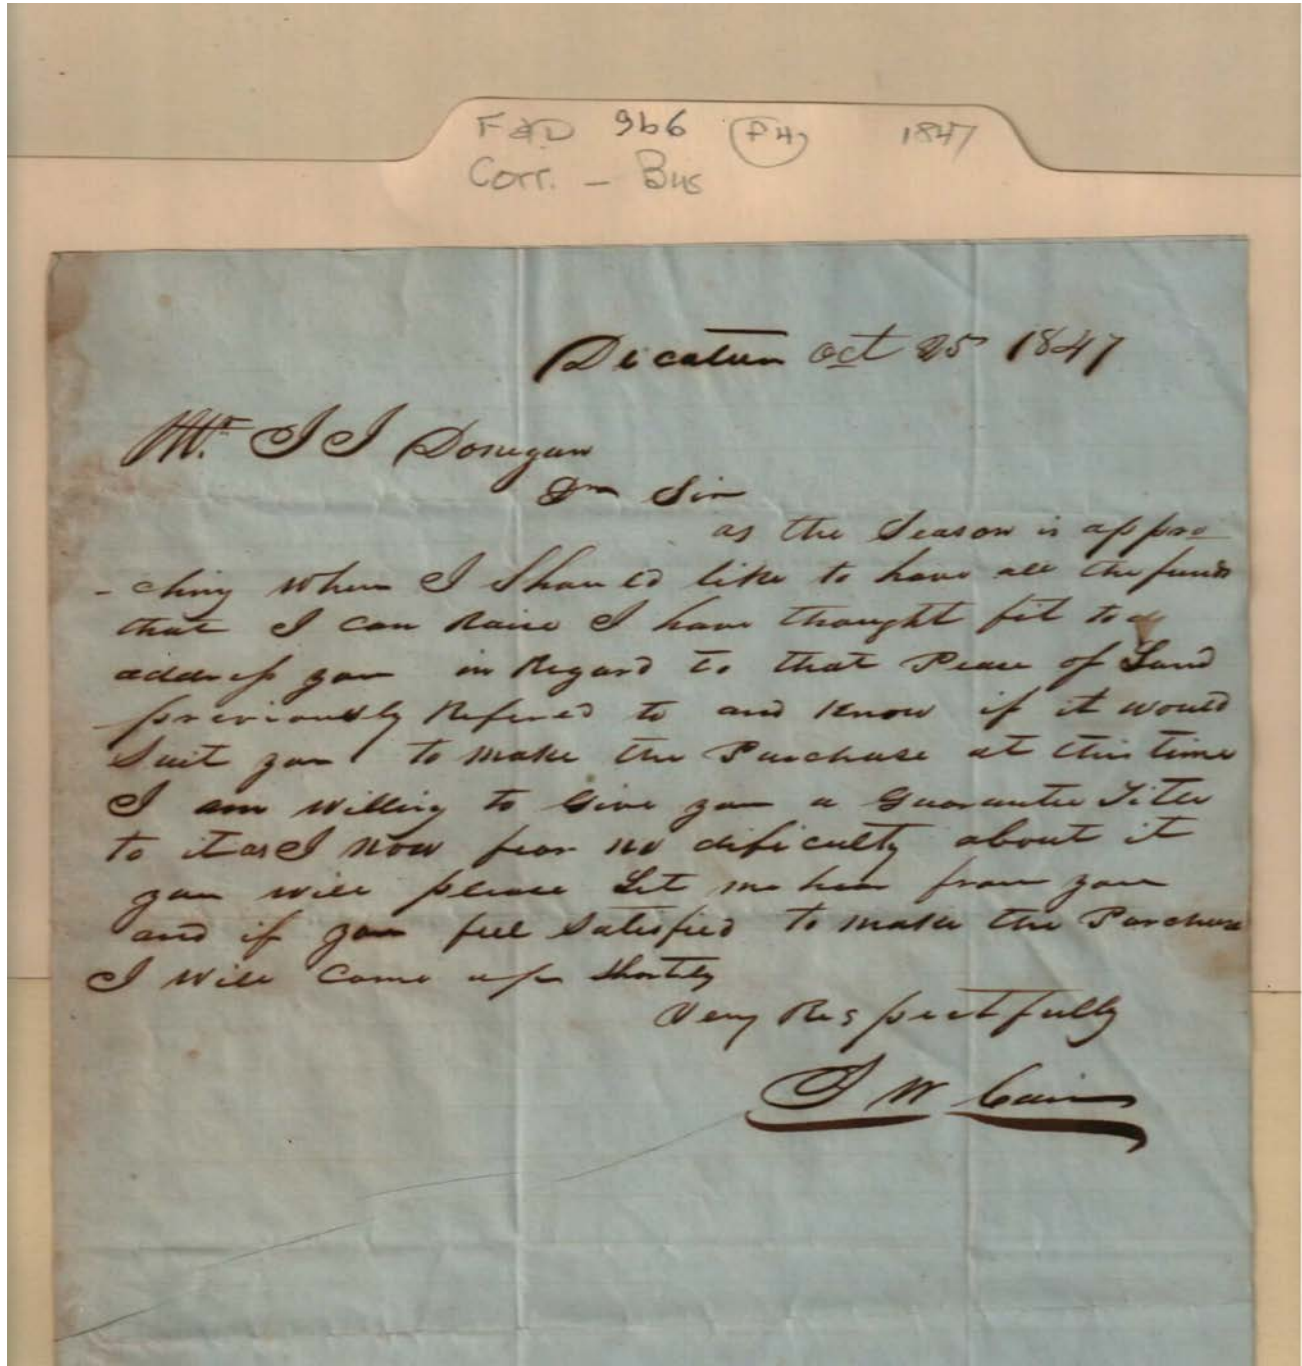 F&D 966 P4 1847
Corr. - Bus
Decatur Oct 25 1847
Mr. J J Donegan
Dr Sir
as the Season is appro
-ching when I Should like to have all the funds
that I can Raise I have thought fit to
address you in Regard to that Peace of Land
previously Refered to and Know if it would
Suit you to make the Purchase at this time
I am willing to Give you a Guarantee Title
to it as I now fear no dificulty about it
you will please Let me hear from you
and if you feel Satisfied to make the Purchase
I will Come up Shortly
Very Respectfully
J W Cain